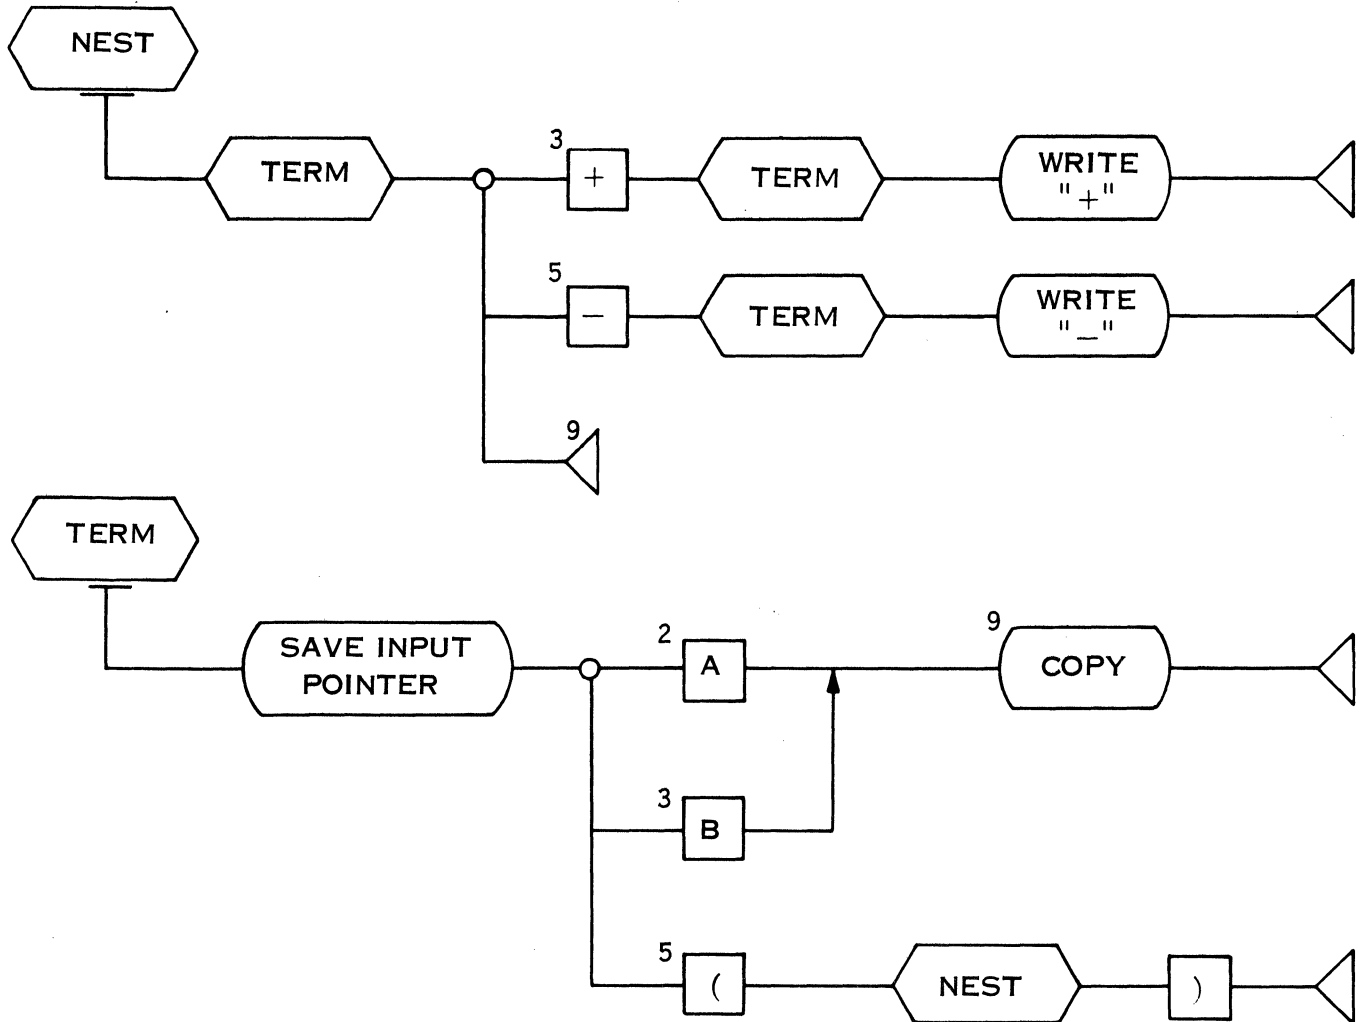 NEST
TERM
3
+
TERM
WRITE
"+"
5
−
TERM
WRITE
"−"
9
TERM
SAVE INPUT
POINTER
2
A
9
COPY
3
B
5
(
NEST
)